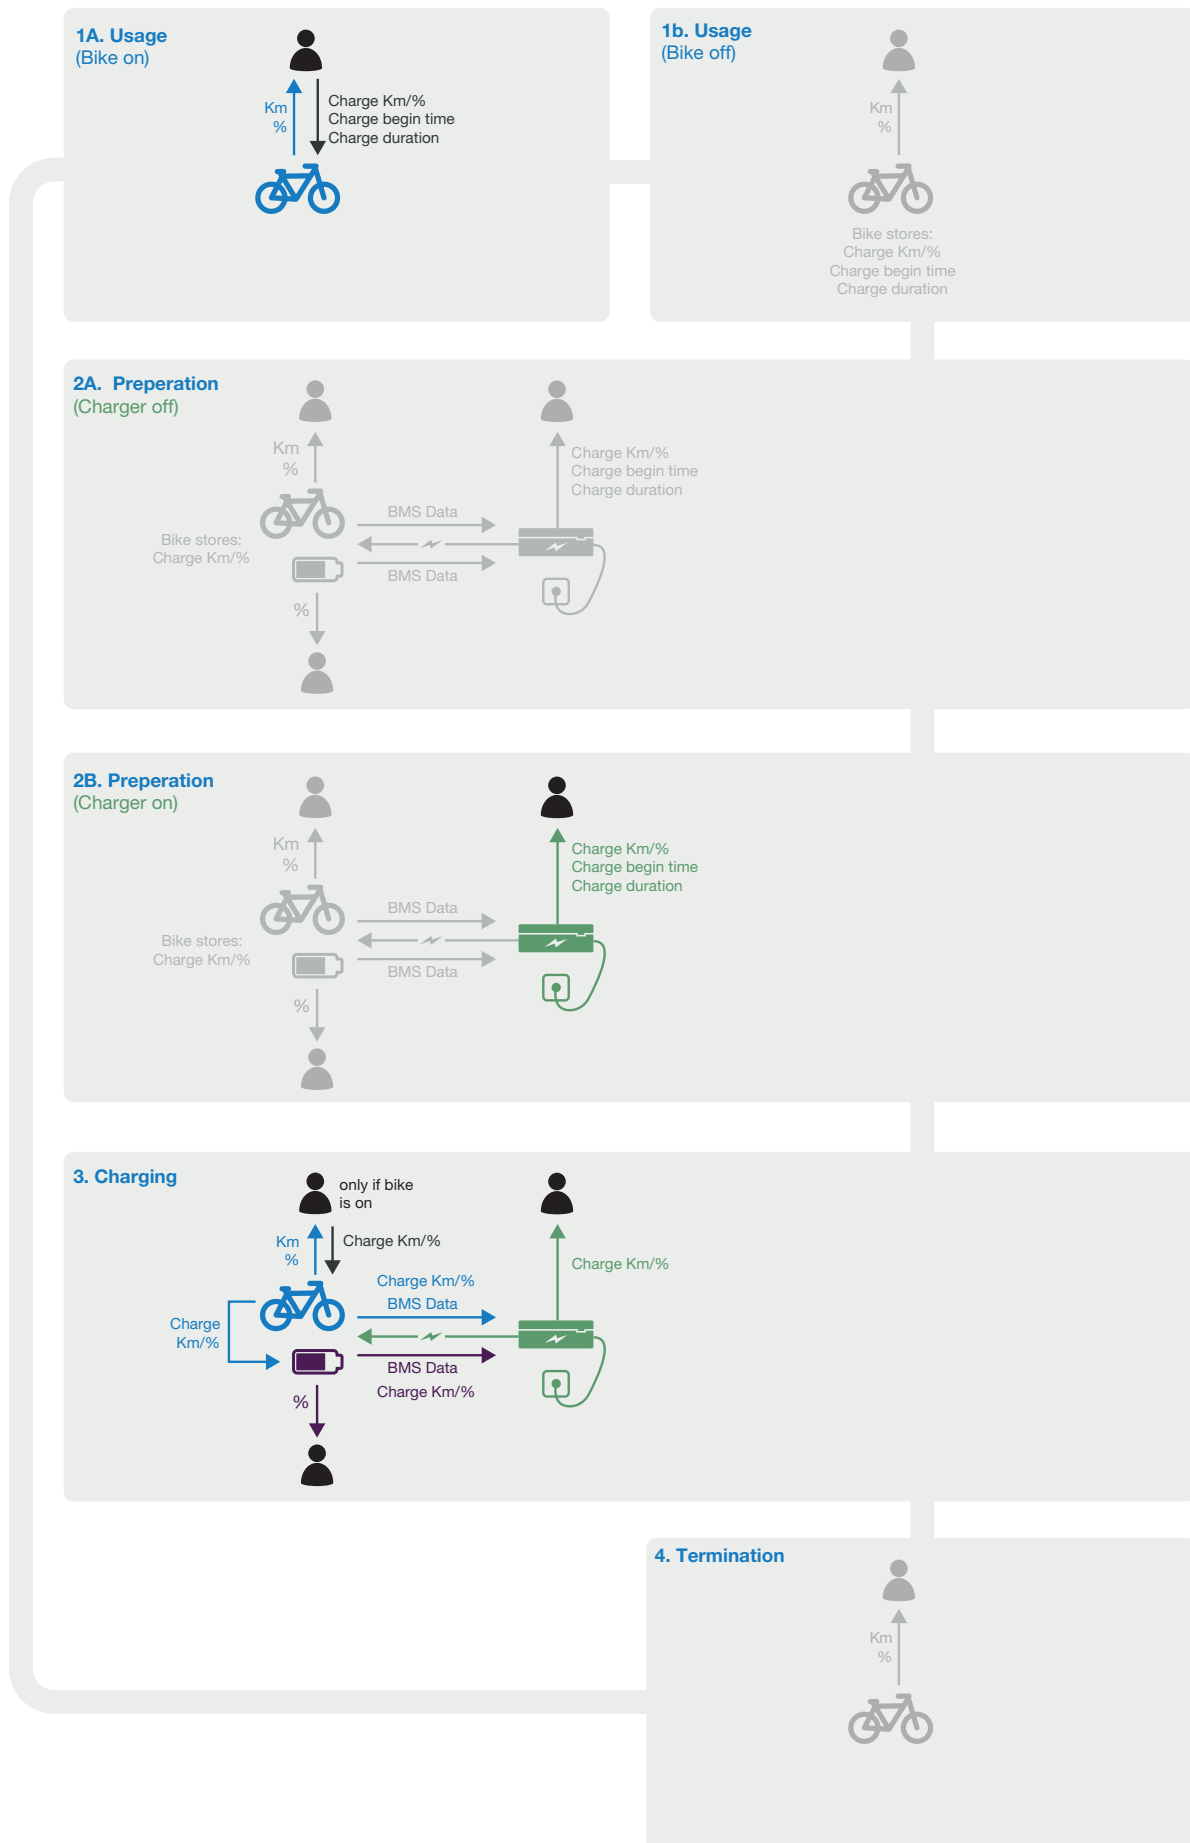 1A. Usage
(Bike on)
Km
%
Charge Km/%
Charge begin time
Charge duration
1b. Usage
(Bike off)
Km
%
Bike stores:
Charge Km/%
Charge begin time
Charge duration
2A. Preperation
(Charger off)
Km
%
Charge Km/%
Charge begin time
Charge duration
BMS Data
Bike stores:
Charge Km/%
BMS Data
%
2B. Preperation
(Charger on)
Km
%
Charge Km/%
Charge begin time
Charge duration
BMS Data
Bike stores:
Charge Km/%
BMS Data
%
3. Charging
only if bike
is on
Km
%
Charge Km/%
Charge Km/%
Charge Km/%
BMS Data
Charge
Km/%
BMS Data
Charge Km/%
%
4. Termination
Km
%